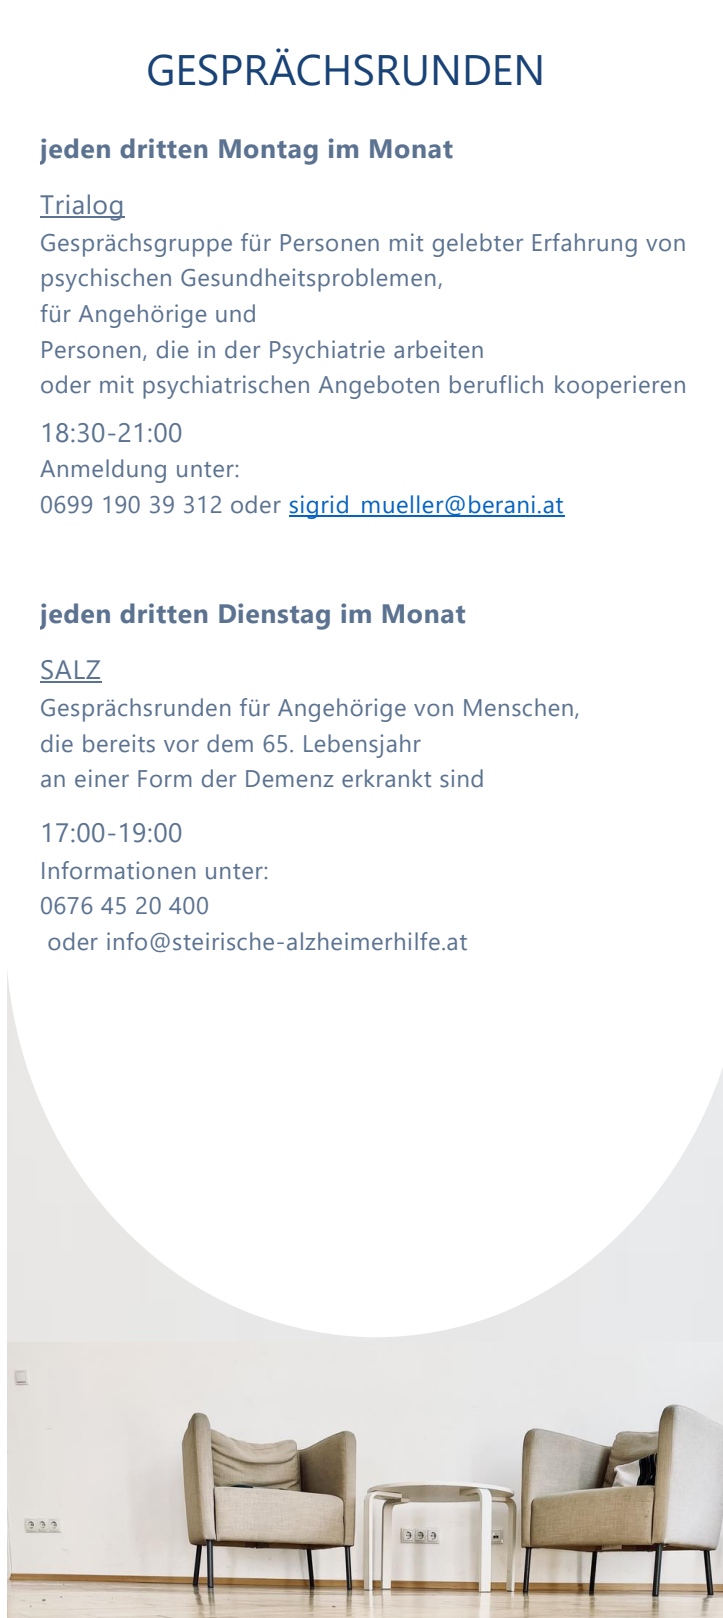 GESPRÄCHSRUNDEN
jeden dritten Montag im Monat
Trialog
Gesprächsgruppe für Personen mit gelebter Erfahrung von
psychischen Gesundheitsproblemen,
für Angehörige und
Personen, die in der Psychiatrie arbeiten
oder mit psychiatrischen Angeboten beruflich kooperieren
18:30-21:00
Anmeldung unter:
0699 190 39 312 oder sigrid_mueller@berani.at
jeden dritten Dienstag im Monat
SALZ
Gesprächsrunden für Angehörige von Menschen,
die bereits vor dem 65. Lebensjahr
an einer Form der Demenz erkrankt sind
17:00-19:00
Informationen unter:
0676 45 20 400
oder info@steirische-alzheimerhilfe.at